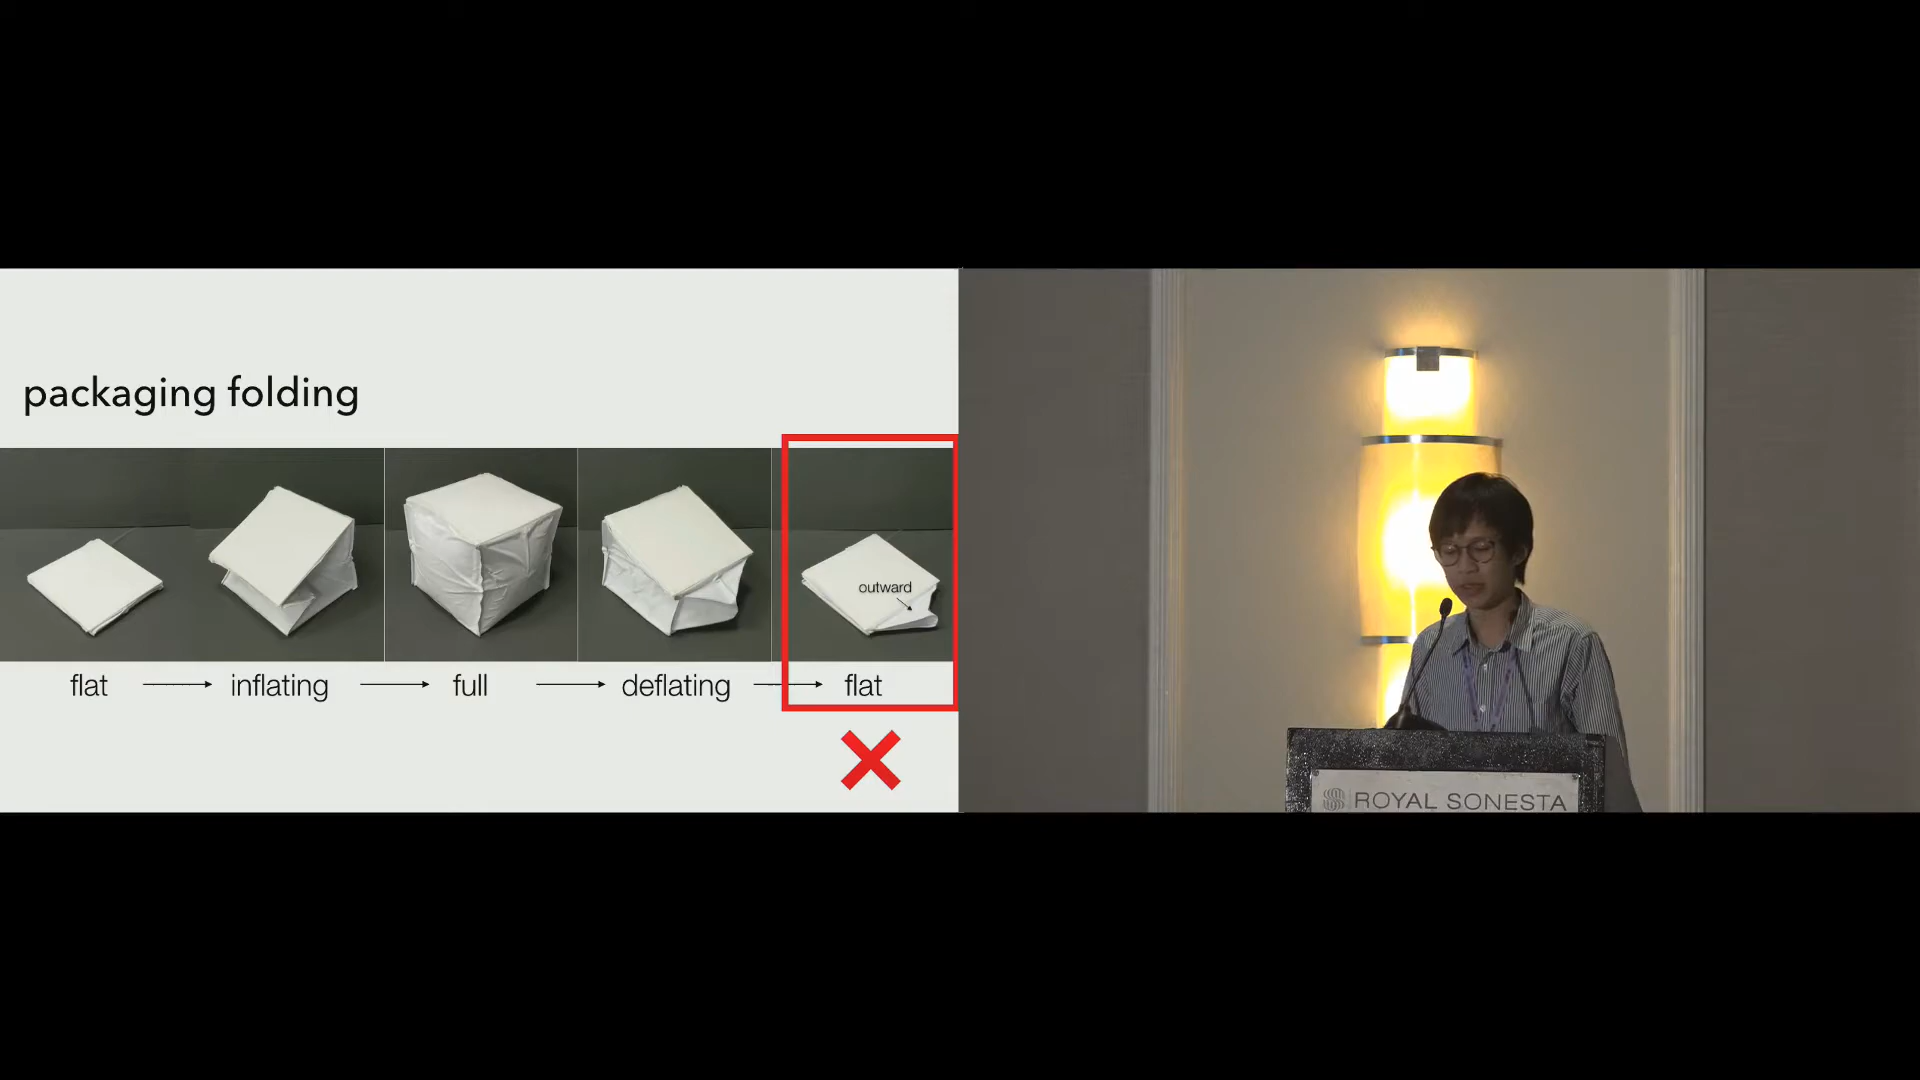 packaging folding
outward
flat
inflating
full
deflating
flat
ROYAL SONESTA